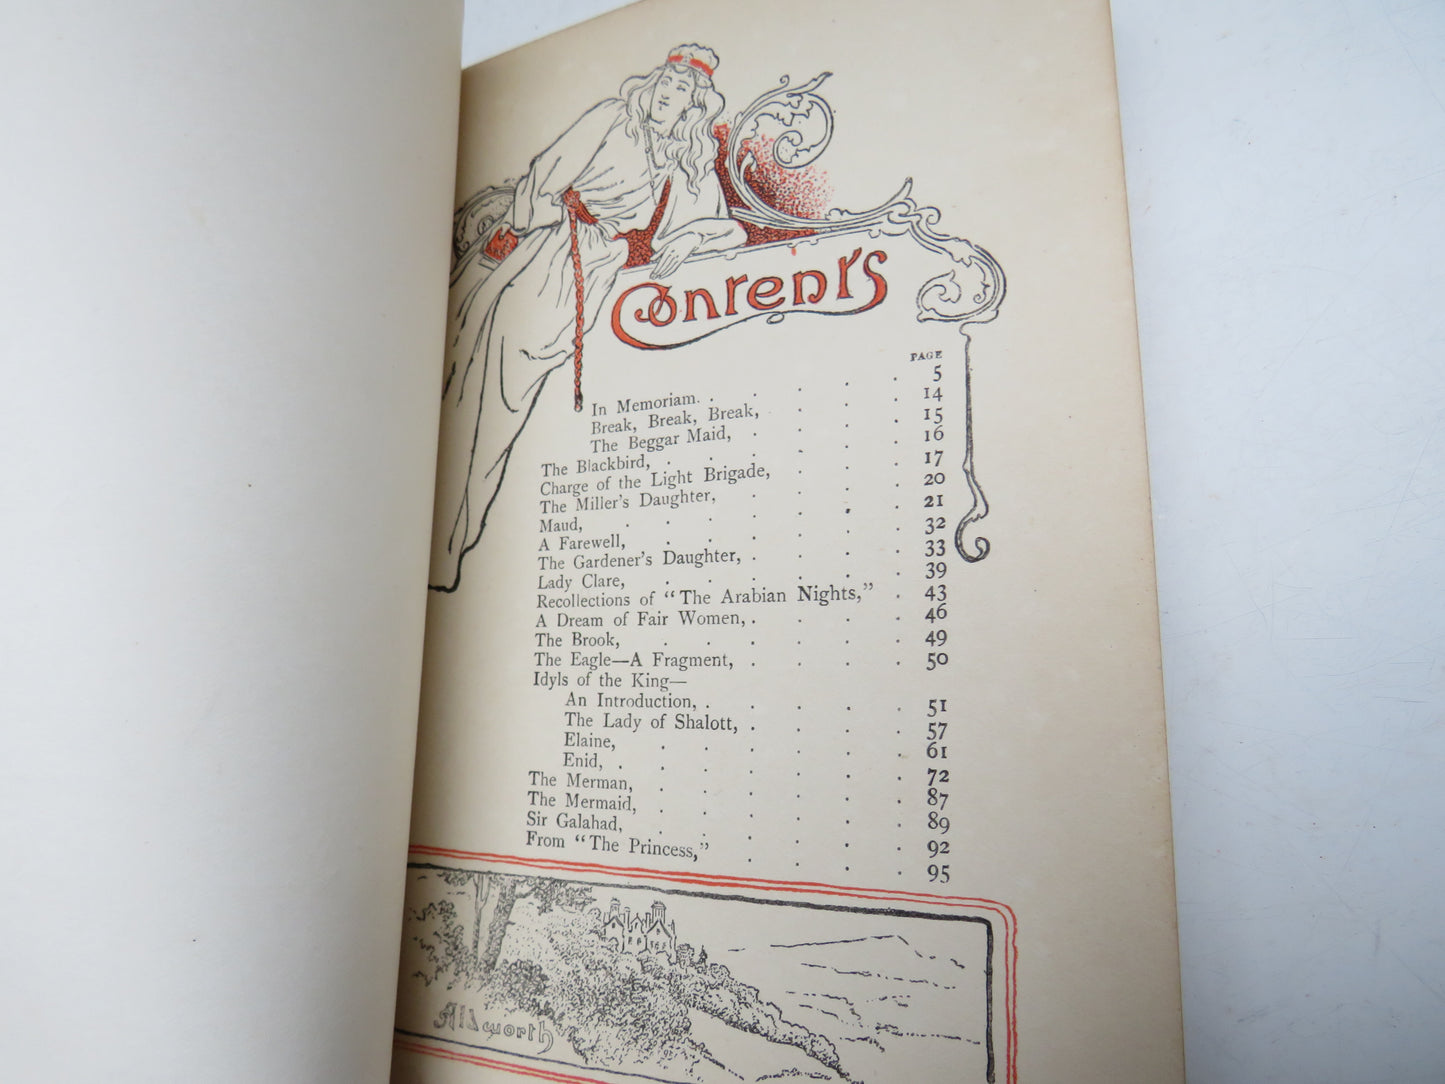 Contents
PAGE
In Memoriam. . . . . 5
Break, Break, Break, . . . 14
The Beggar Maid, . . . . 15
The Blackbird, . . . . . . 16
Charge of the Light Brigade, . . . 17
The Miller's Daughter, . . . . 20
Maud, . . . . . . . 21
A Farewell, . . . . . . 32
The Gardener's Daughter, . . . . 33
Lady Clare, . . . . . . 39
Recollections of "The Arabian Nights," . 43
A Dream of Fair Women, . . . . 46
The Brook, . . . . . . 49
The Eagle—A Fragment, . . . . 50
Idyls of the King—
An Introduction, . . . . . 51
The Lady of Shalott, . . . . 57
Elaine, . . . . . . 61
Enid, . . . . . . . 72
The Merman, . . . . . . 87
The Mermaid, . . . . . . 89
Sir Galahad, . . . . . . 92
From "The Princess," . . . . 95
Aldworth